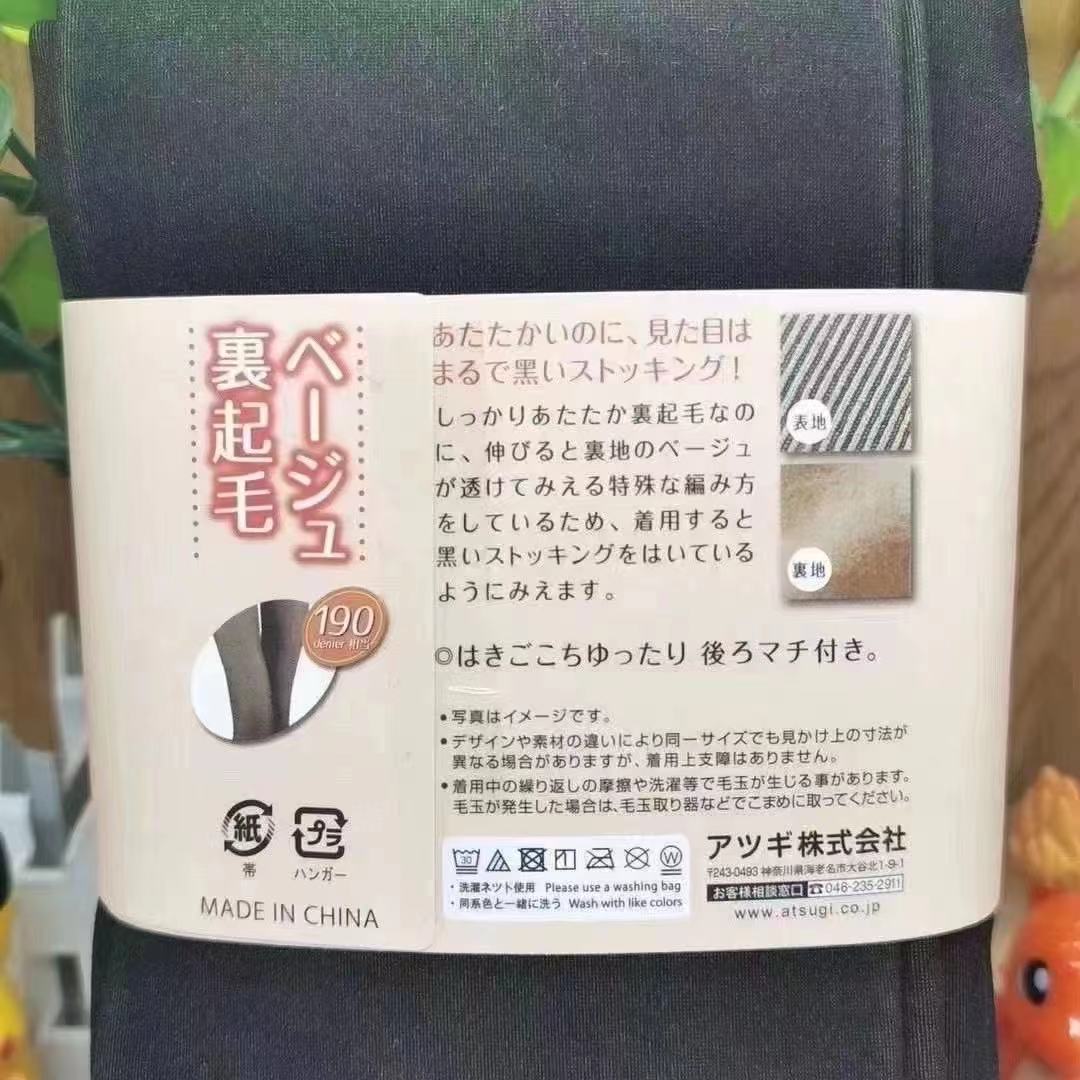 ベージュ
裏起毛
190
denier 相当
紙
帯
プラ
ハンガー
MADE IN CHINA
あたたかいのに、見た目は
まるで黒いストッキング！
しっかりあたたか裏起毛なの
に、伸びると裏地のベージュ
が透けてみえる特殊な編み方
をしているため、着用すると
黒いストッキングをはいている
ようにみえます。
表地
裏地
◎はきごこちゆったり 後ろマチ付き。
•写真はイメージです。
•デザインや素材の違いにより同一サイズでも見かけ上の寸法が
異なる場合がありますが、着用上支障はありません。
•着用中の繰り返しの摩擦や洗濯等で毛玉が生じる事があります。
毛玉が発生した場合は、毛玉取り器などでこまめに取ってください。
30
W
・洗濯ネット使用 Please use a washing bag
・同系色と一緒に洗う Wash with like colors
アツギ株式会社
〒243-0493 神奈川県海老名市大谷北1-9-1
お客様相談窓口 ☎046-235-2911
www.atsugi.co.jp